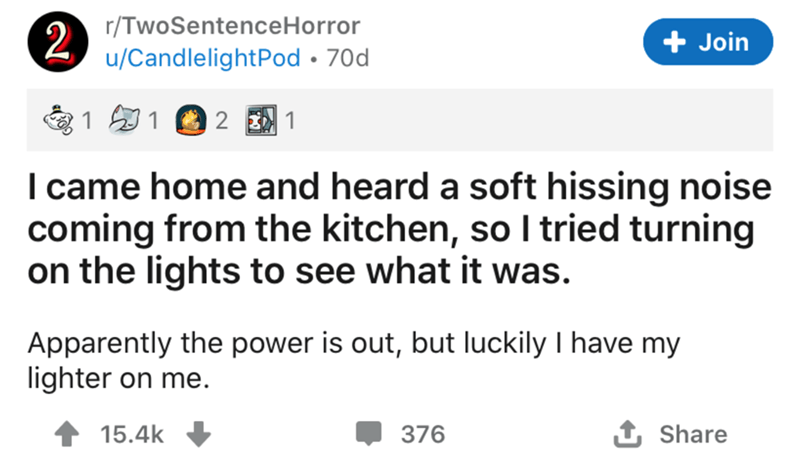 2
r/TwoSentenceHorror
u/CandlelightPod • 70d
+ Join
1 1 2 1
I came home and heard a soft hissing noise
coming from the kitchen, so I tried turning
on the lights to see what it was.
Apparently the power is out, but luckily I have my
lighter on me.
15.4k 376 Share